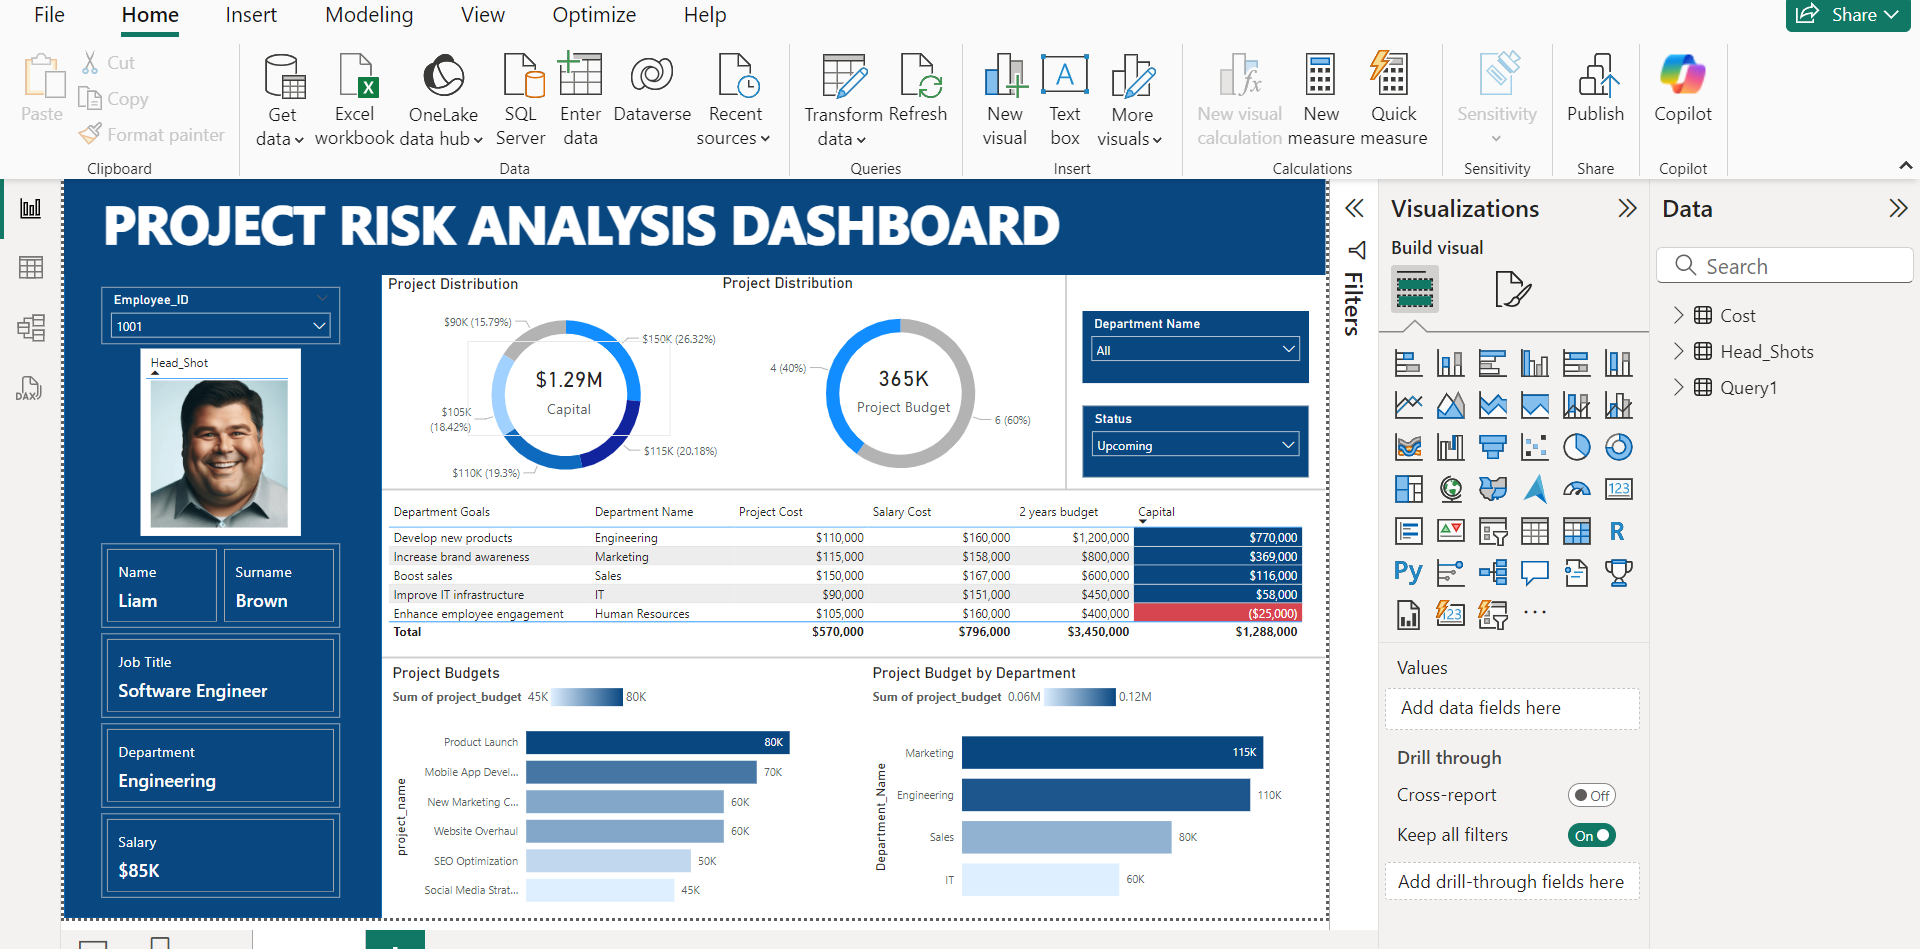 File Home Insert Modeling View Optimize Help Share
Paste
Cut
Copy
Format painter
Clipboard
Get data
Excel workbook
OneLake data hub
SQL Server
Enter data
Dataverse
Recent sources
Data
Transform data
Refresh
Queries
New visual
Text box
More visuals
Insert
New visual calculation
New measure
Quick measure
Calculations
Sensitivity
Sensitivity
Publish
Share
Copilot
Copilot
PROJECT RISK ANALYSIS DASHBOARD
Employee_ID
1001
Head_Shot
Name
Liam
Surname
Brown
Job Title
Software Engineer
Department
Engineering
Salary
$85K
Project Distribution
$90K (15.79%)
$150K (26.32%)
$1.29M
Capital
$105K
(18.42%)
$115K (20.18%)
$110K (19.3%)
Project Distribution
4 (40%)
365K
Project Budget
6 (60%)
Department Name
All
Status
Upcoming
Department Goals Department Name Project Cost Salary Cost 2 years budget Capital
Develop new products Engineering $110,000 $160,000 $1,200,000 $770,000
Increase brand awareness Marketing $115,000 $158,000 $800,000 $369,000
Boost sales Sales $150,000 $167,000 $600,000 $116,000
Improve IT infrastructure IT $90,000 $151,000 $450,000 $58,000
Enhance employee engagement Human Resources $105,000 $160,000 $400,000 ($25,000)
Total $570,000 $796,000 $3,450,000 $1,288,000
Project Budgets
Sum of project_budget 45K 80K
project_name
Product Launch 80K
Mobile App Devel... 70K
New Marketing C... 60K
Website Overhaul 60K
SEO Optimization 50K
Social Media Strat... 45K
Project Budget by Department
Sum of project_budget 0.06M 0.12M
Department_Name
Marketing 115K
Engineering 110K
Sales 80K
IT 60K
Filters
Visualizations
Build visual
123
R
Py
123
Values
Add data fields here
Drill through
Cross-report Off
Keep all filters On
Add drill-through fields here
Data
Search
Cost
Head_Shots
Query1
DAX